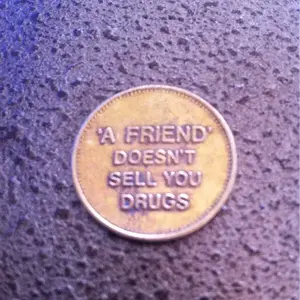 'A FRIEND'
DOESN'T
SELL YOU
DRUGS